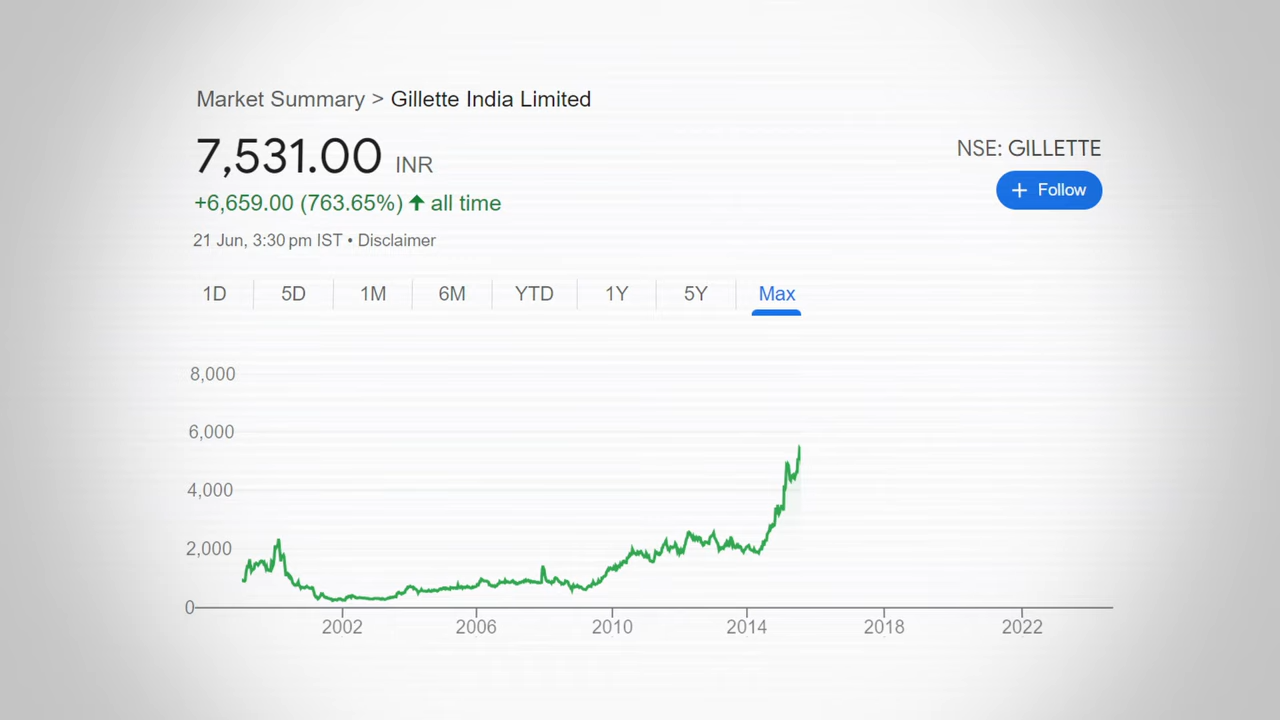 Market Summary > Gillette India Limited
7,531.00 INR
NSE: GILLETTE
+6,659.00 (763.65%) ↑ all time
+ Follow
21 Jun, 3:30 pm IST • Disclaimer
1D 5D 1M 6M YTD 1Y 5Y Max
8,000
6,000
4,000
2,000
0
2002 2006 2010 2014 2018 2022